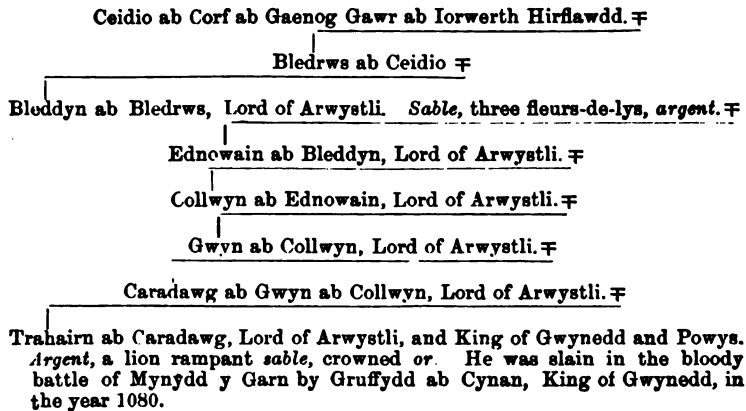 Ceidio ab Corf ab Gaenog Gawr ab Iorwerth Hirflawdd.
Bledrws ab Ceidio
Bleddyn ab Bledrws, Lord of Arwystli. Sable, three fleurs-de-lys, argent.
Ednowain ab Bleddyn, Lord of Arwystli.
Collwyn ab Ednowain, Lord of Arwystli.
Gwyn ab Collwyn, Lord of Arwystli.
Caradawg ab Gwyn ab Collwyn, Lord of Arwystli.
Trahairn ab Caradawg, Lord of Arwystli, and King of Gwynedd and Powys.
Argent, a lion rampant sable, crowned or. He was slain in the bloody
battle of Mynydd y Garn by Gruffydd ab Cynan, King of Gwynedd, in
the year 1080.